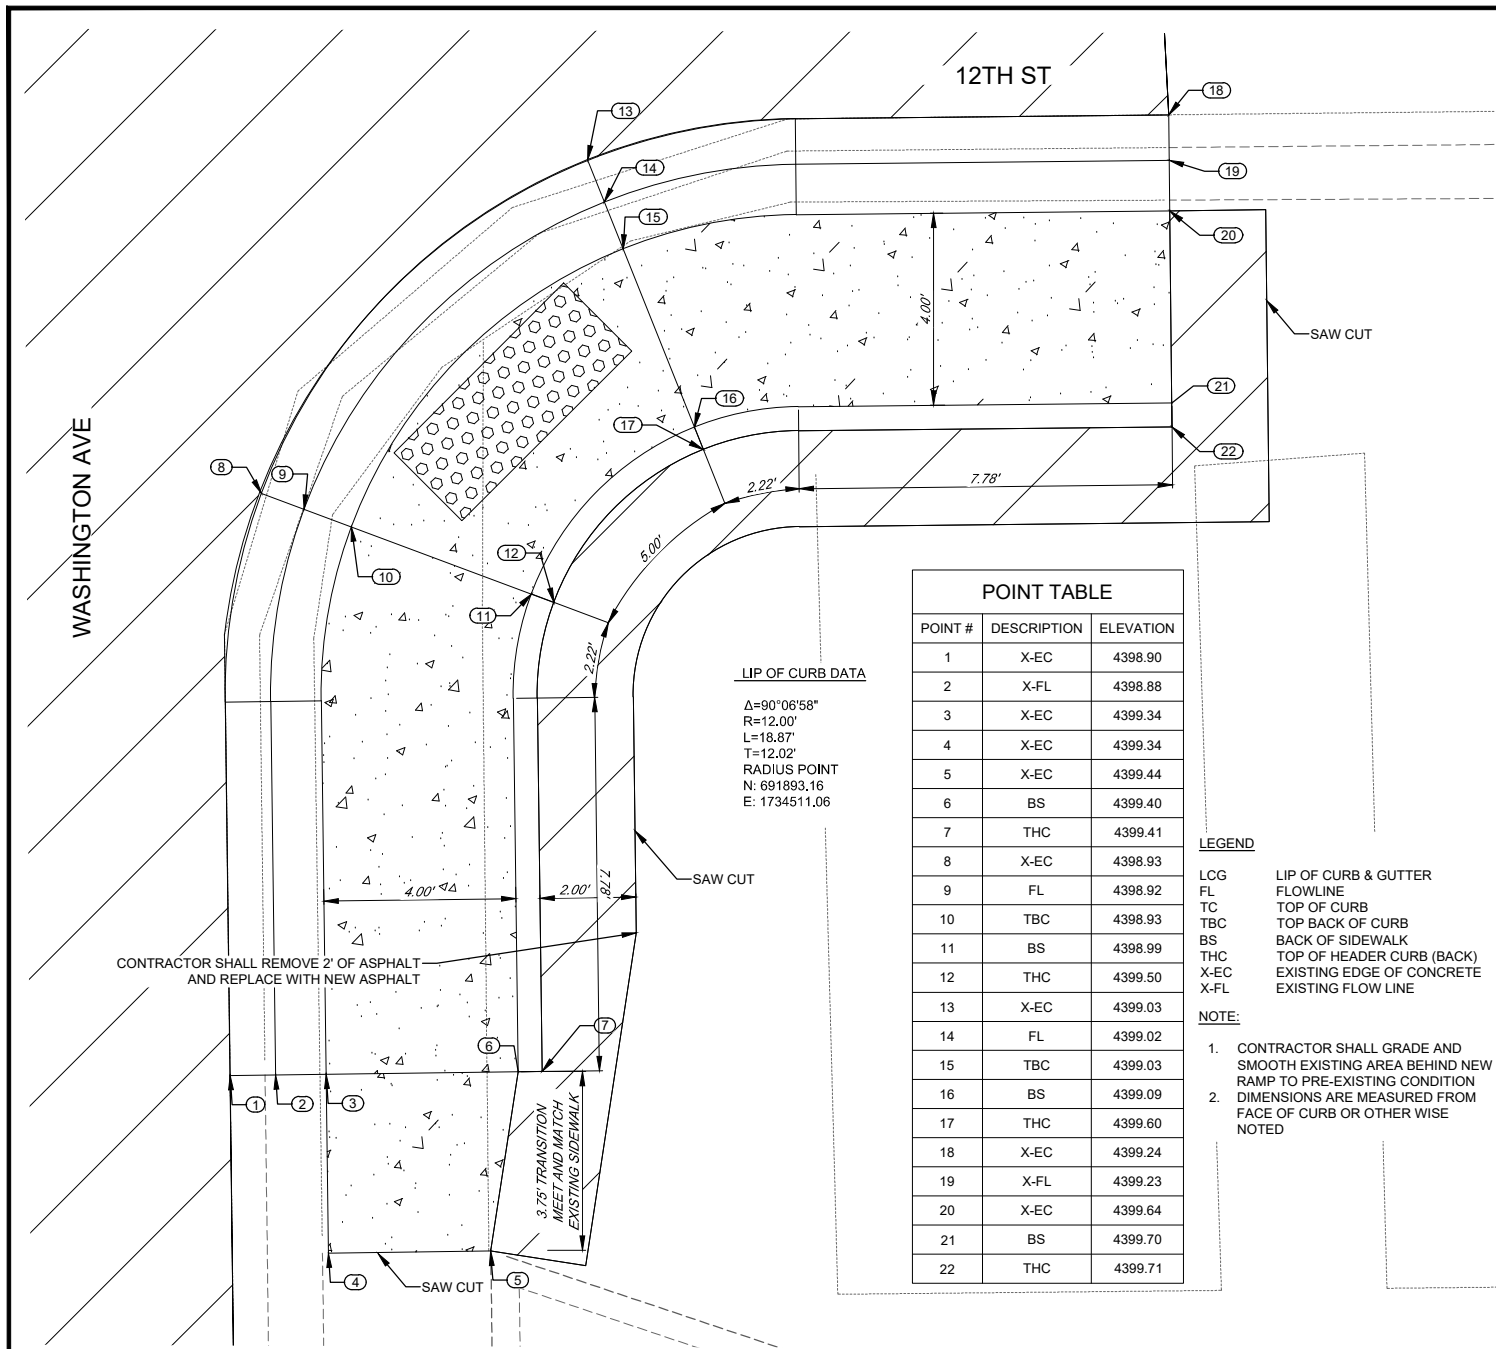 12TH ST
WASHINGTON AVE
13
18
14
19
15
20
4.00'
SAW CUT
21
16
17
22
8
9
2.22'
7.78'
5.00'
12
10
11
2.22'
LIP OF CURB DATA
Δ=90°06'58"
R=12.00'
L=18.87'
T=12.02'
RADIUS POINT
N: 691893.16
E: 1734511.06
4.00'
2.00'
7.78'
SAW CUT
CONTRACTOR SHALL REMOVE 2' OF ASPHALT
AND REPLACE WITH NEW ASPHALT
6
7
1
2
3
3.75' TRANSITION
MEET AND MATCH
EXISTING SIDEWALK
4
SAW CUT
5
POINT TABLE
POINT # DESCRIPTION ELEVATION
1 X-EC 4398.90
2 X-FL 4398.88
3 X-EC 4399.34
4 X-EC 4399.34
5 X-EC 4399.44
6 BS 4399.40
7 THC 4399.41
8 X-EC 4398.93
9 FL 4398.92
10 TBC 4398.93
11 BS 4398.99
12 THC 4399.50
13 X-EC 4399.03
14 FL 4399.02
15 TBC 4399.03
16 BS 4399.09
17 THC 4399.60
18 X-EC 4399.24
19 X-FL 4399.23
20 X-EC 4399.64
21 BS 4399.70
22 THC 4399.71
LEGEND
LCG LIP OF CURB & GUTTER
FL FLOWLINE
TC TOP OF CURB
TBC TOP BACK OF CURB
BS BACK OF SIDEWALK
THC TOP OF HEADER CURB (BACK)
X-EC EXISTING EDGE OF CONCRETE
X-FL EXISTING FLOW LINE
NOTE:
1. CONTRACTOR SHALL GRADE AND
SMOOTH EXISTING AREA BEHIND NEW
RAMP TO PRE-EXISTING CONDITION
2. DIMENSIONS ARE MEASURED FROM
FACE OF CURB OR OTHER WISE
NOTED